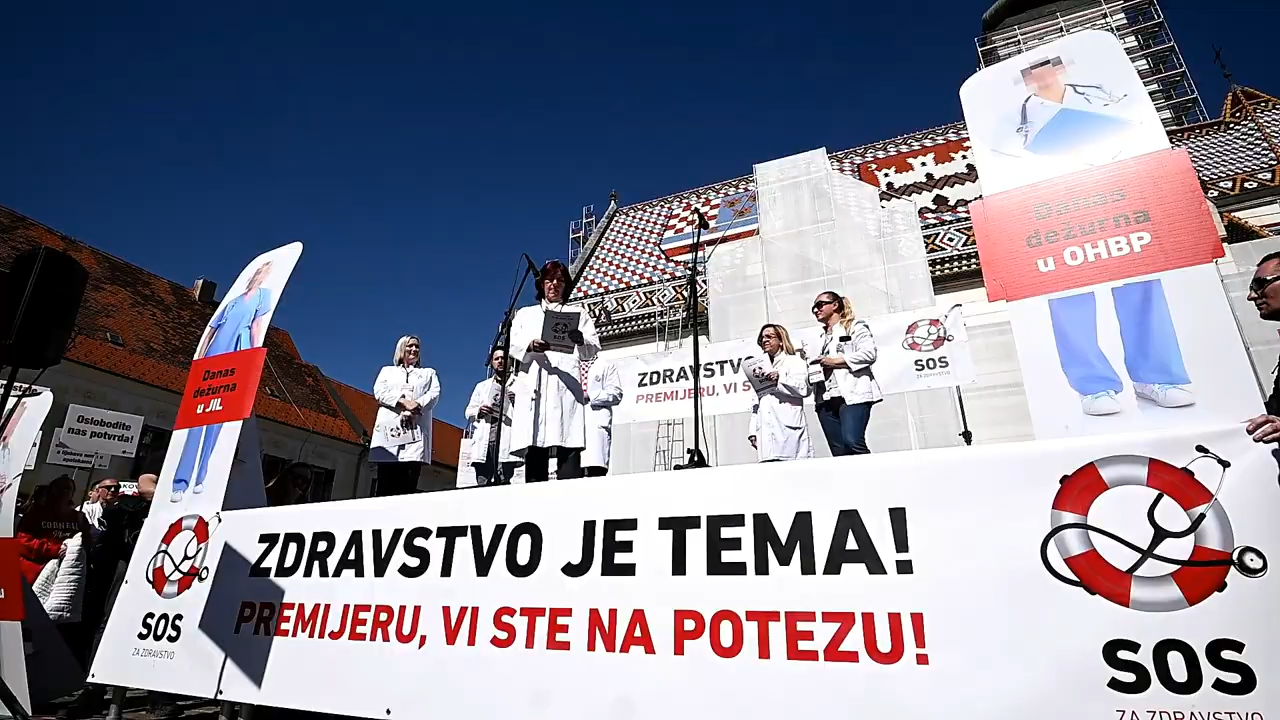 Danas
dežurna
u OHBP
Danas
dežurna
u JIL
Oslobodite
nas potvrda!
SOS
ZDRAVSTVO
PREMIJERU, VI S
SOS
ZA ZDRAVSTVO
ZDRAVSTVO JE TEMA!
PREMIJERU, VI STE NA POTEZU!
SOS
ZA ZDRAVSTVO
SOS
ZA ZDRAVSTVO